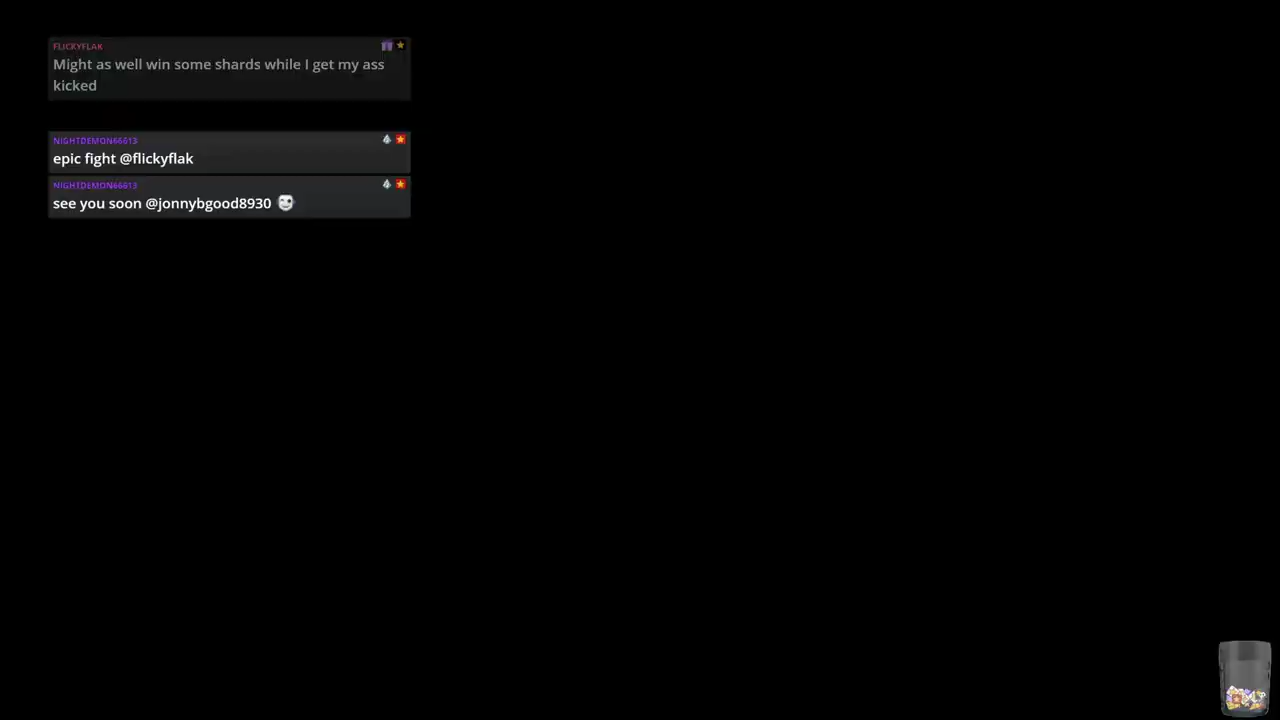 FLICKYFLAK
Might as well win some shards while I get my ass
kicked
NIGHTDEMON66613
epic fight @flickyflak
NIGHTDEMON66613
see you soon @jonnybgood8930